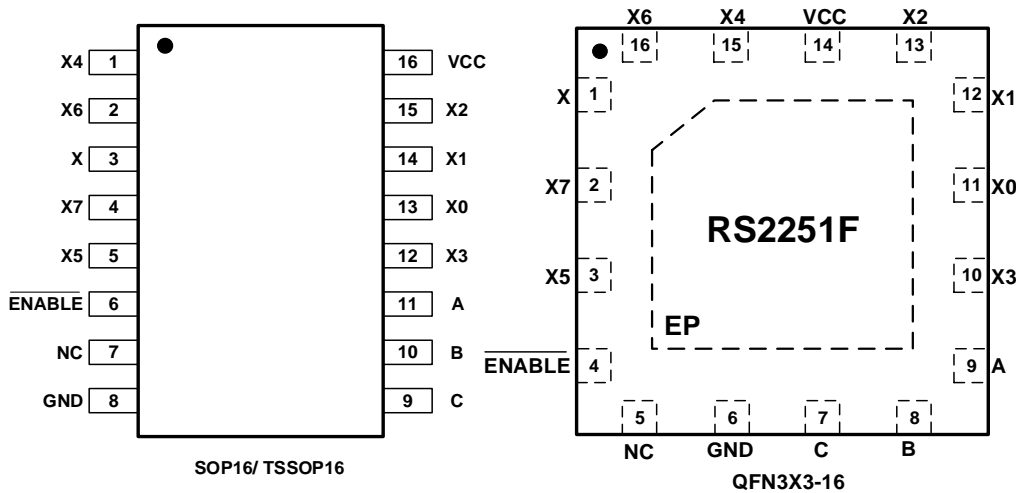 X4 1 16 VCC
X6 2 15 X2
X 3 14 X1
X7 4 13 X0
X5 5 12 X3
ENABLE 6 11 A
NC 7 10 B
GND 8 9 C
SOP16/ TSSOP16
X6 X4 VCC X2
16 15 14 13
X 1 12 X1
X7 2 11 X0
RS2251F
X5 3 10 X3
EP
ENABLE 4 9 A
5 6 7 8
NC GND C B
QFN3X3-16